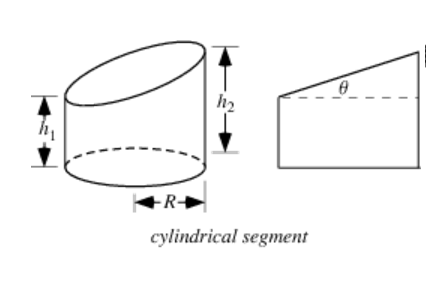 h₂
θ
h₁
R
cylindrical segment